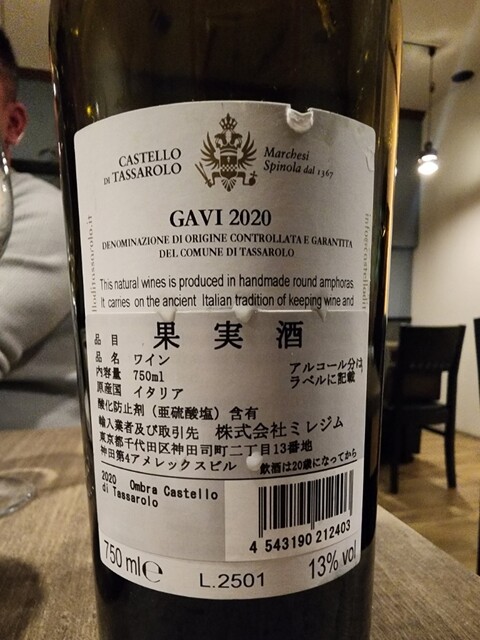 CASTELLO
DI TASSAROLO
Marchesi
Spinola dal 1367
GAVI 2020
DENOMINAZIONE DI ORIGINE CONTROLLATA E GARANTITA
DEL COMUNE DI TASSAROLO
This natural wines is produced in handmade round amphoras
It carries on the ancient Italian tradition of keeping wine and
品目 果実酒
品名 ワイン
内容量 750ml
アルコール分は
ラベルに記載
原産国 イタリア
酸化防止剤（亜硫酸塩）含有
輸入業者及び取引先 株式会社ミレジム
東京都千代田区神田司町二丁目13番地
神田第4アメレックスビル
飲酒は20歳になってから
2020 Ombra Castello
di Tassarolo
4 543190 212403
750 ml℮
L.2501
13% vol